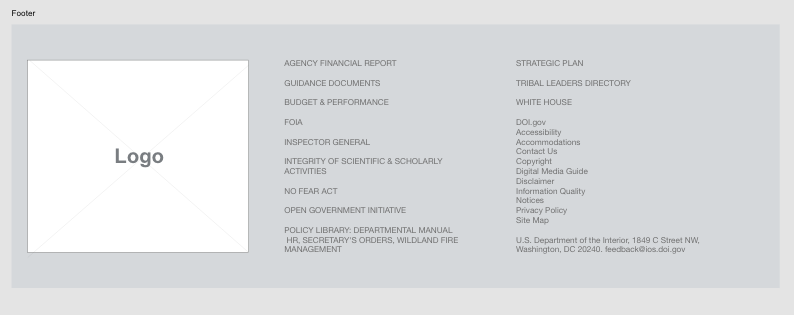 Footer
Logo
AGENCY FINANCIAL REPORT
GUIDANCE DOCUMENTS
BUDGET & PERFORMANCE
FOIA
INSPECTOR GENERAL
INTEGRITY OF SCIENTIFIC & SCHOLARLY
ACTIVITIES
NO FEAR ACT
OPEN GOVERNMENT INITIATIVE
POLICY LIBRARY: DEPARTMENTAL MANUAL
HR, SECRETARY'S ORDERS, WILDLAND FIRE
MANAGEMENT
STRATEGIC PLAN
TRIBAL LEADERS DIRECTORY
WHITE HOUSE
DOI.gov
Accessibility
Accommodations
Contact Us
Copyright
Digital Media Guide
Disclaimer
Information Quality
Notices
Privacy Policy
Site Map
U.S. Department of the Interior, 1849 C Street NW,
Washington, DC 20240. feedback@ios.doi.gov